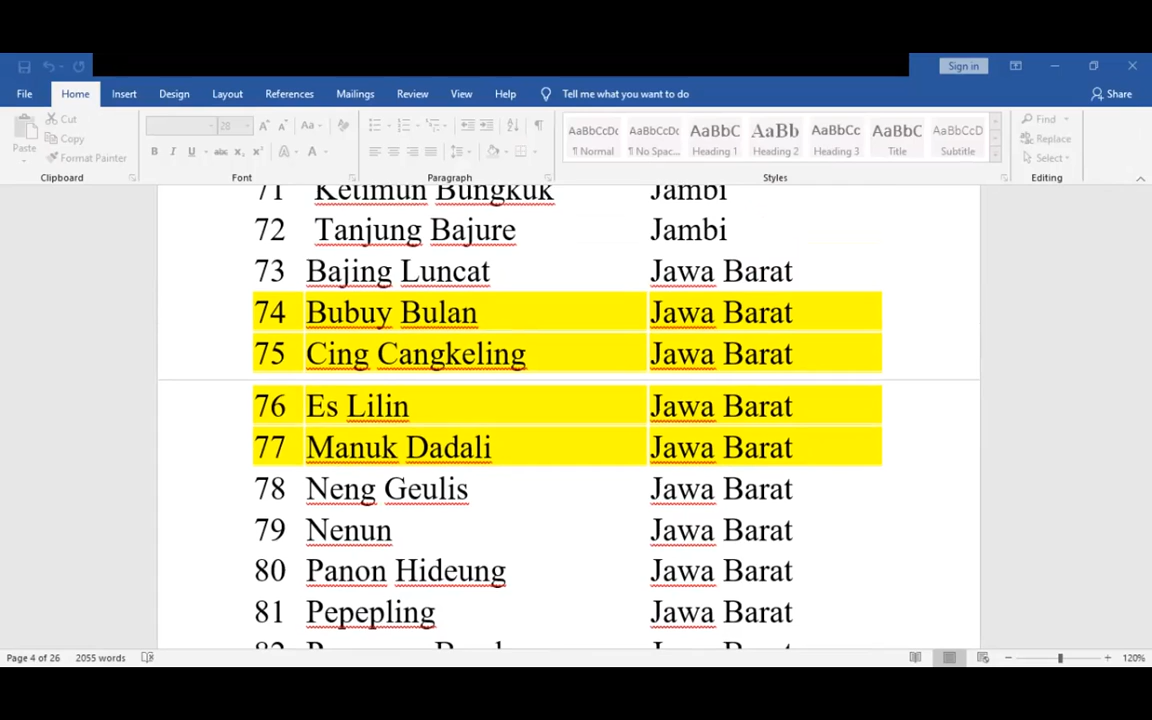 Sign in
File Home Insert Design Layout References Mailings Review View Help Tell me what you want to do Share
Paste
Cut
Copy
Format Painter
Clipboard
28
Font
Paragraph
AaBbCcDc AaBbCcDc AaBbC AaBb AaBbCc AaBbC AaBbCcD
¶ Normal ¶ No Spac... Heading 1 Heading 2 Heading 3 Title Subtitle
Styles
Find
Replace
Select
Editing
71 Ketimun Bungkuk Jambi
72 Tanjung Bajure Jambi
73 Bajing Luncat Jawa Barat
74 Bubuy Bulan Jawa Barat
75 Cing Cangkeling Jawa Barat
76 Es Lilin Jawa Barat
77 Manuk Dadali Jawa Barat
78 Neng Geulis Jawa Barat
79 Nenun Jawa Barat
80 Panon Hideung Jawa Barat
81 Pepepling Jawa Barat
Page 4 of 26 2055 words 120%